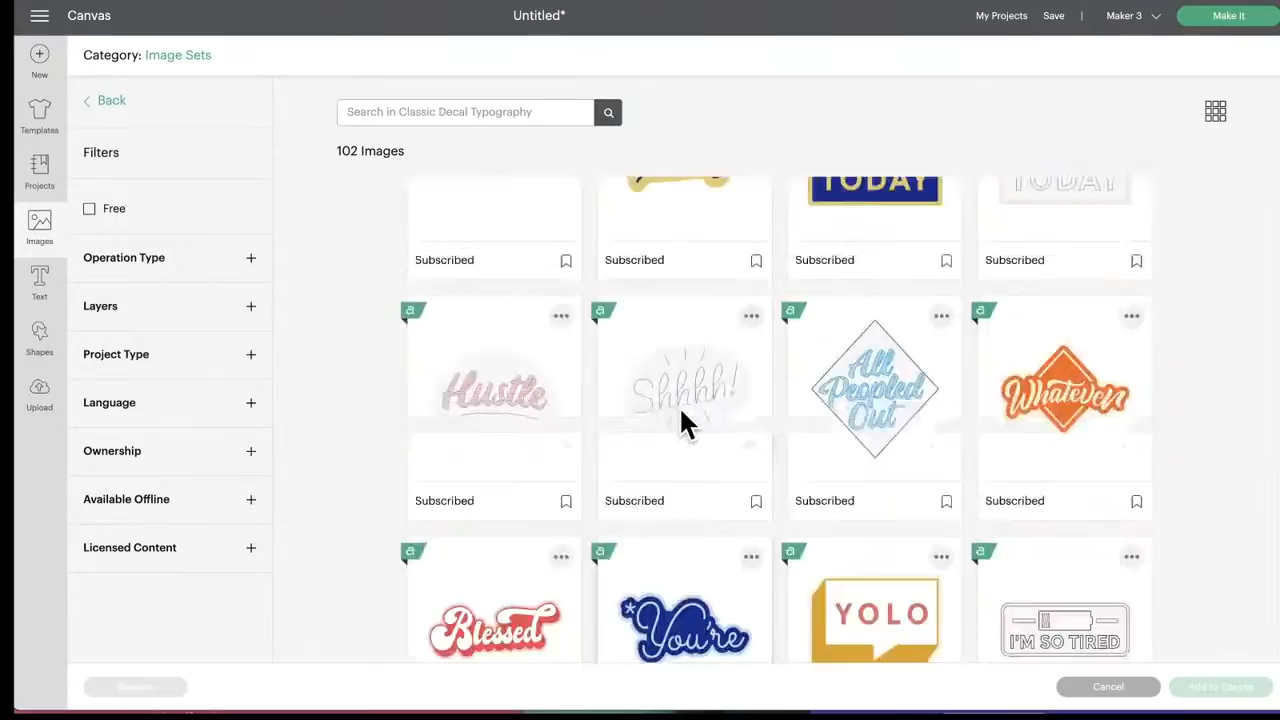 Canvas
Untitled*
My Projects
Save
|
Maker 3
Make It
New
Templates
Projects
Images
Text
Shapes
Upload
Category: Image Sets
Back
Filters
Free
Operation Type
Layers
Project Type
Language
Ownership
Available Offline
Licensed Content
Search in Classic Decal Typography
102 Images
TODAY
TODAY
Subscribed
Subscribed
Subscribed
Subscribed
a
a
a
a
Hustle
Shhhh!
All
Peopled
Out
Whatever
Subscribed
Subscribed
Subscribed
Subscribed
a
a
a
a
Blessed
*You're
YOLO
I'M SO TIRED
Cancel
Add to Canvas